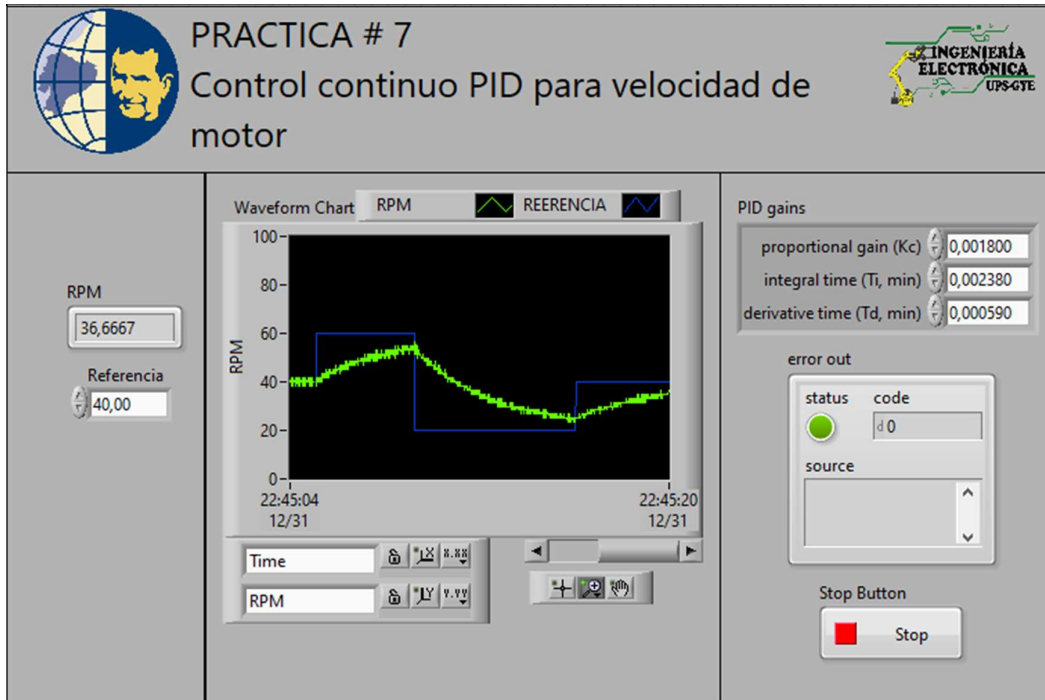 PRACTICA # 7
Control continuo PID para velocidad de
motor
INGENIERÍA
ELECTRÓNICA
UPS-GYE
RPM
36,6667
Referencia
40,00
Waveform Chart
RPM
REERENCIA
100
80
60
40
20
0
RPM
22:45:04
12/31
22:45:20
12/31
Time
RPM
X.XX
Y.YY
PID gains
proportional gain (Kc) 0,001800
integral time (Ti, min) 0,002380
derivative time (Td, min) 0,000590
error out
status code
d 0
source
Stop Button
Stop